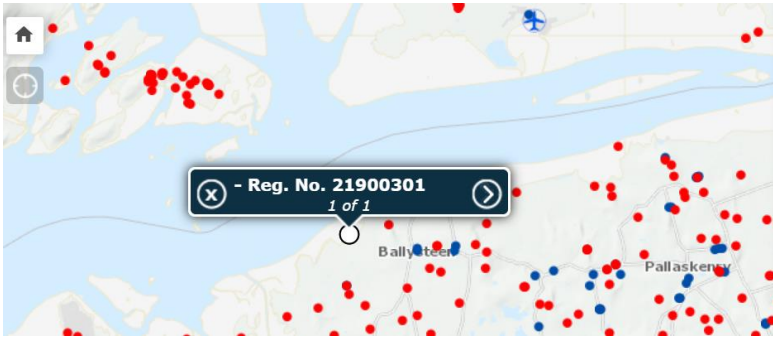 x - Reg. No. 21900301
1 of 1
Ballysteen
Pallaskenry